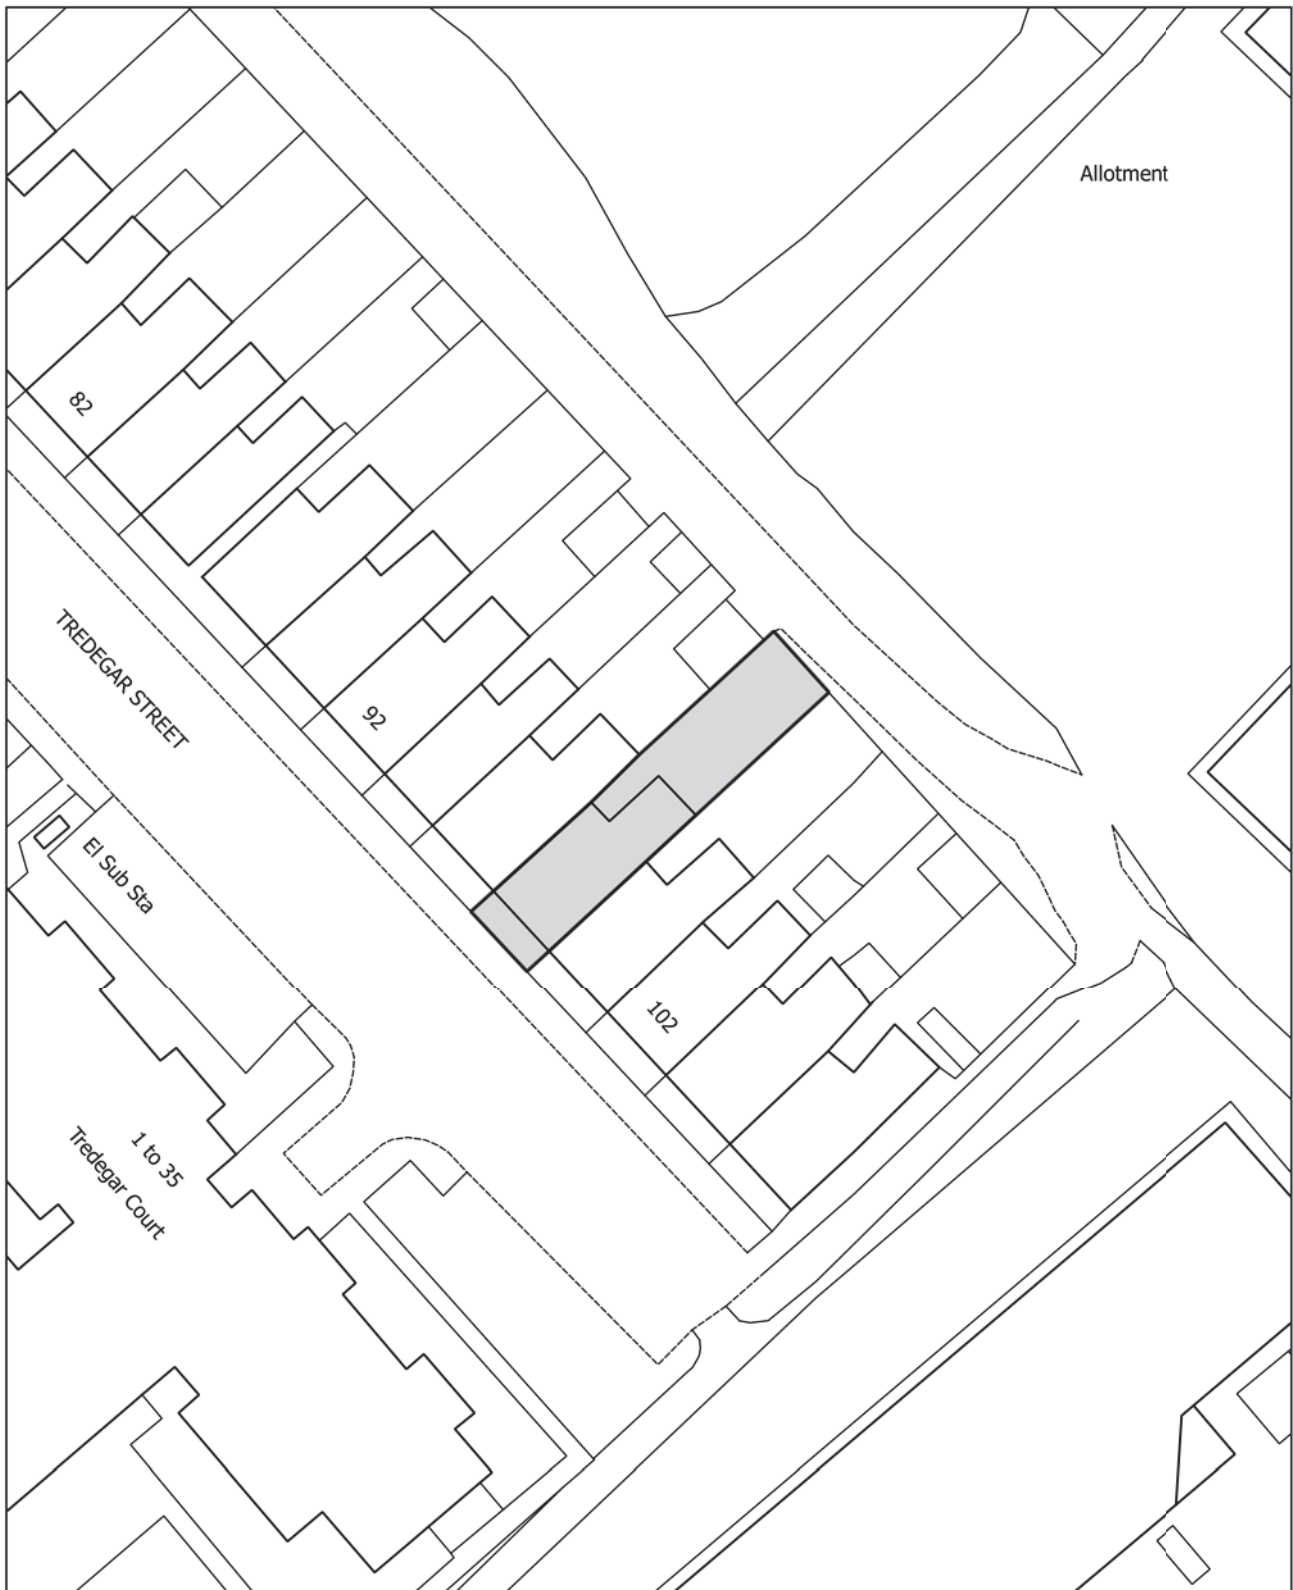 Allotment
82
TREDEGAR STREET
92
El Sub Sta
102
1 to 35
Tredegar Court